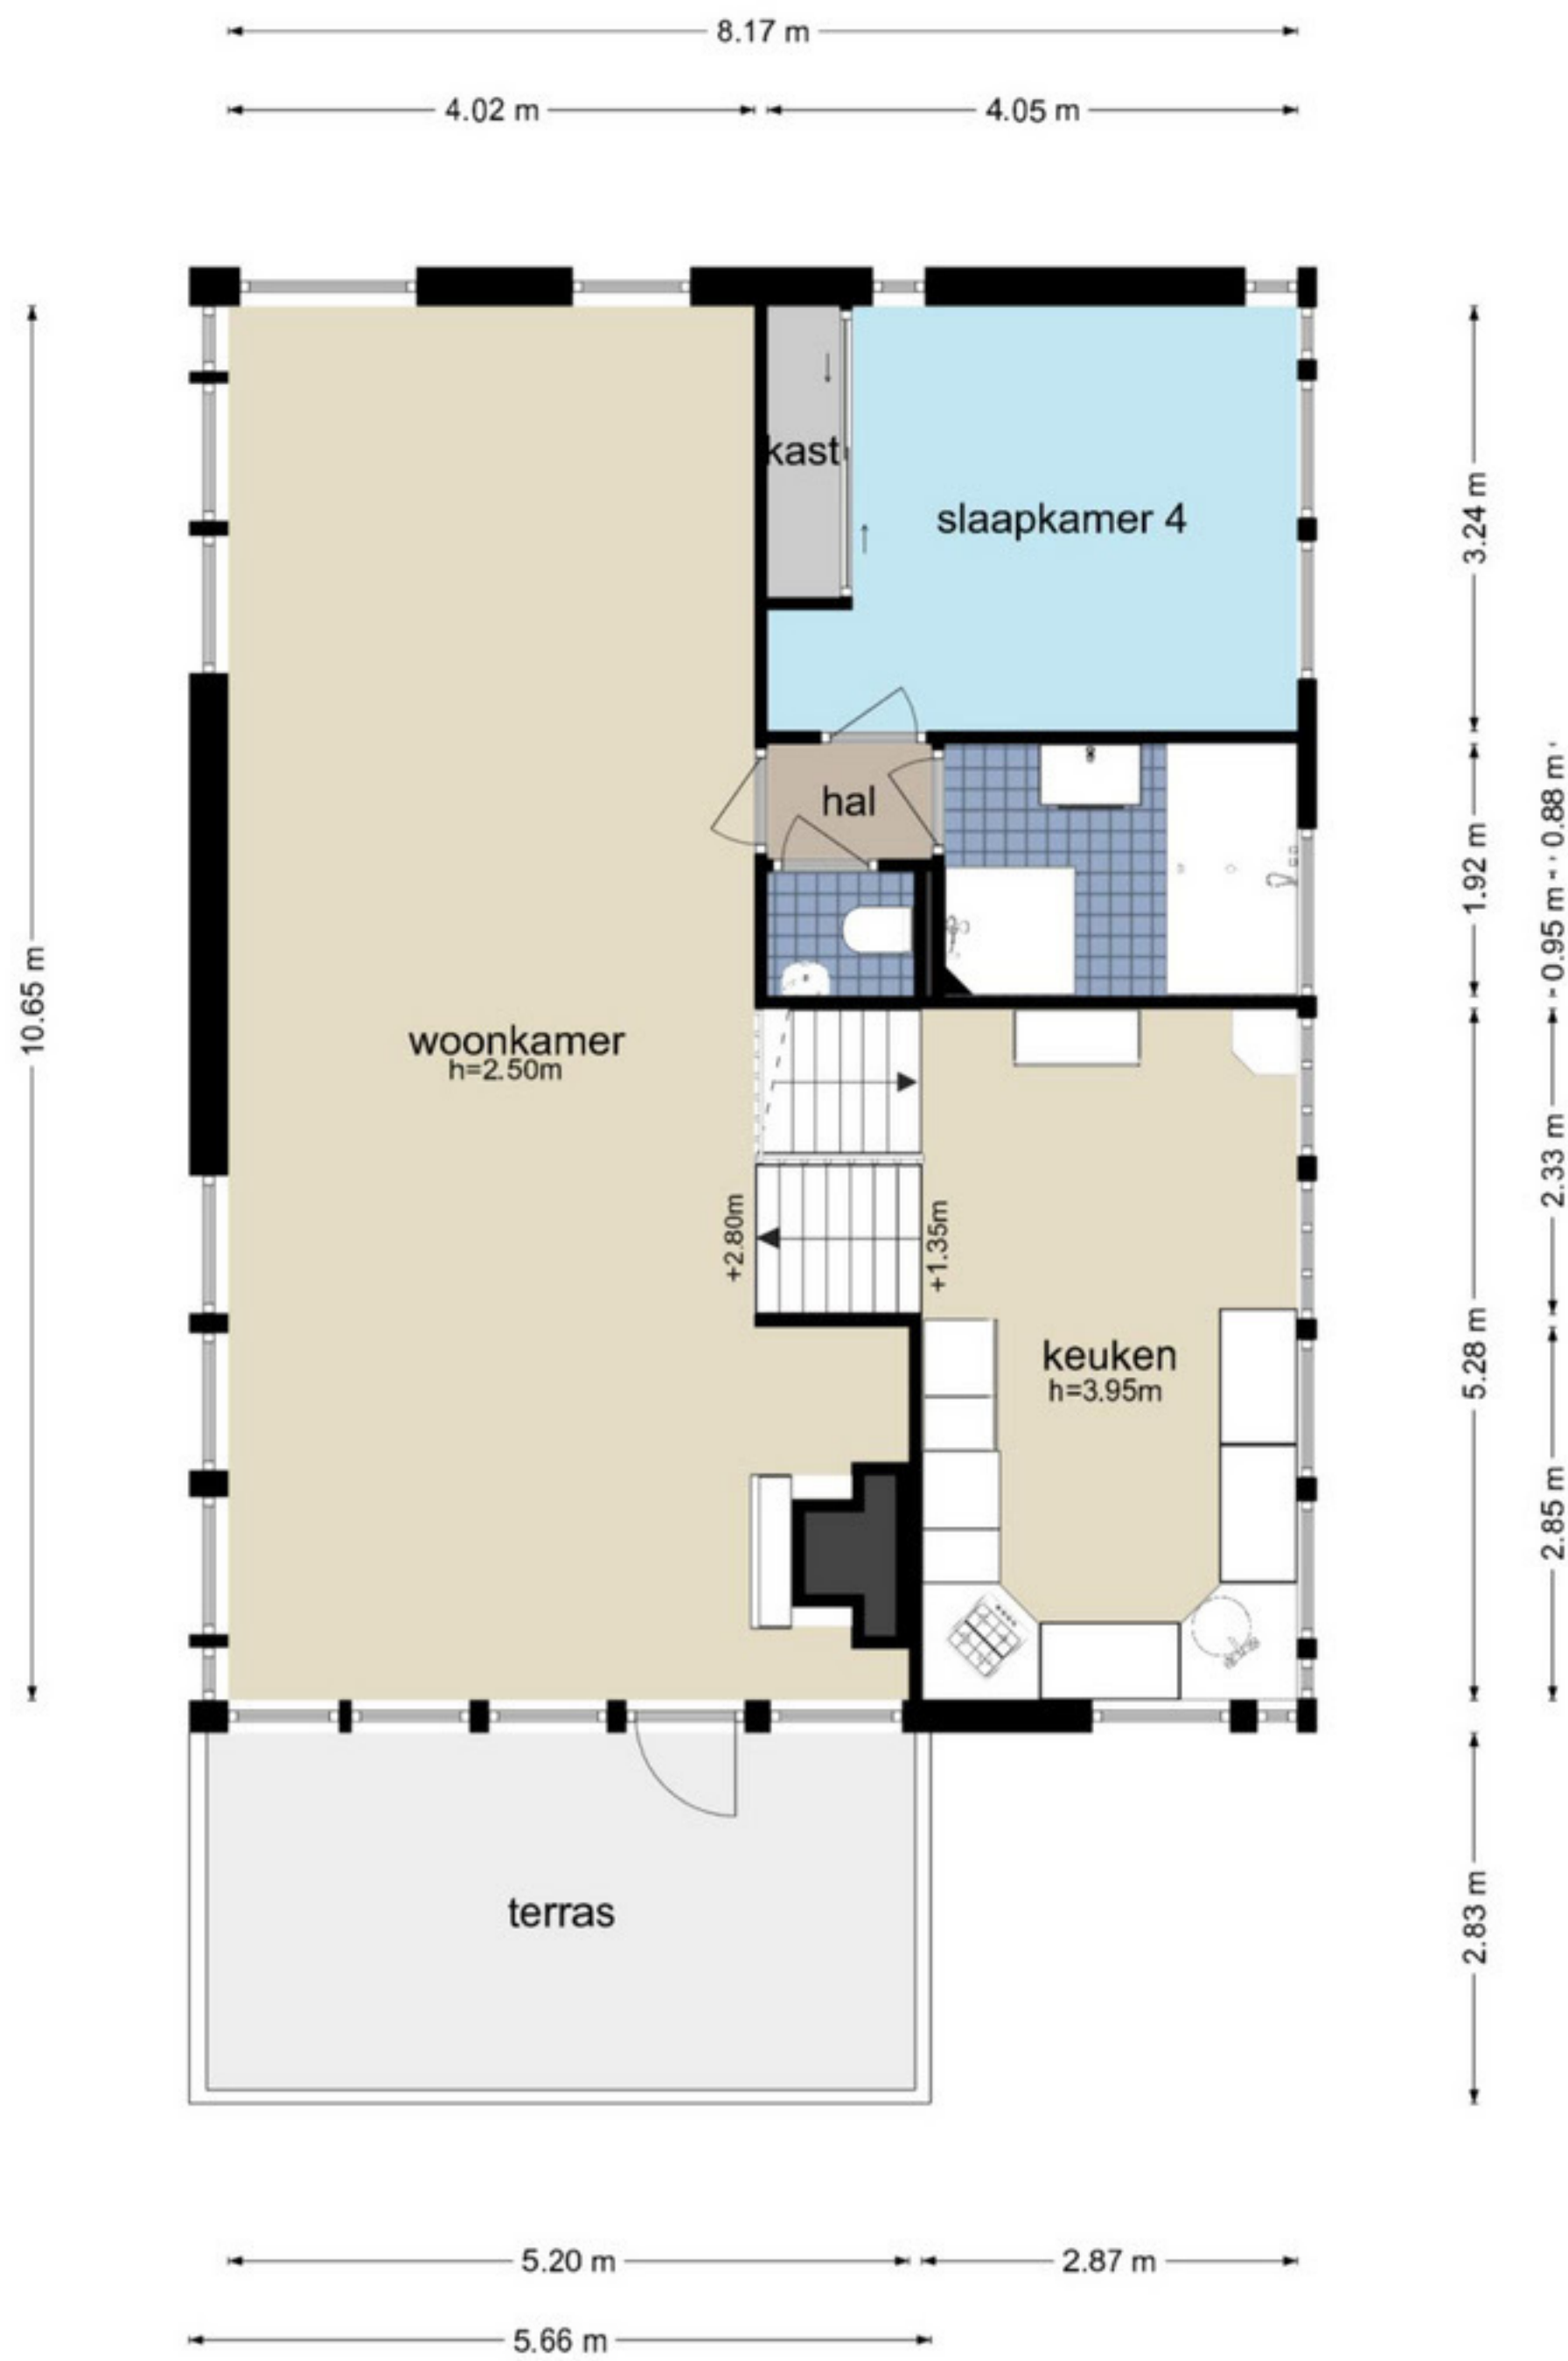 8.17 m
4.02 m
4.05 m
kast
slaapkamer 4
3.24 m
hal
1.92 m
0.88 m
0.95 m
10.65 m
woonkamer
h=2.50m
2.33 m
+2.80m
+1.35m
5.28 m
keuken
h=3.95m
2.85 m
terras
2.83 m
5.20 m
2.87 m
5.66 m